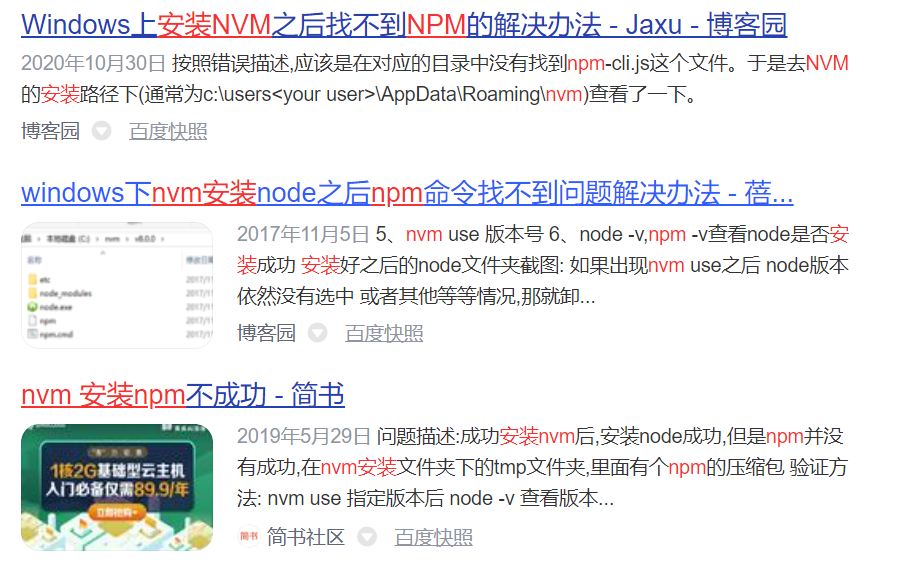 Windows上安装NVM之后找不到NPM的解决办法 - Jaxu - 博客园
2020年10月30日 按照错误描述,应该是在对应的目录中没有找到npm-cli.js这个文件。于是去NVM
的安装路径下(通常为c:\users<your user>\AppData\Roaming\nvm)查看了一下。
博客园 百度快照
windows下nvm安装node之后npm命令找不到问题解决办法 - 蓓...
本地磁盘 (C:) › nvm › v8.0.0 ›
名称
etc
node_modules
node.exe
npm
npm.cmd
2017年11月5日 5、nvm use 版本号 6、node -v,npm -v查看node是否安
装成功 安装好之后的node文件夹截图: 如果出现nvm use之后 node版本
依然没有选中 或者其他等等情况,那就卸...
博客园 百度快照
nvm 安装npm不成功 - 简书
1核2G基础型云主机
入门必备仅需89.9/年
立即抢购
2019年5月29日 问题描述:成功安装nvm后,安装node成功,但是npm并没
有成功,在nvm安装文件夹下的tmp文件夹,里面有个npm的压缩包 验证方
法: nvm use 指定版本后 node -v 查看版本...
简书 简书社区 百度快照